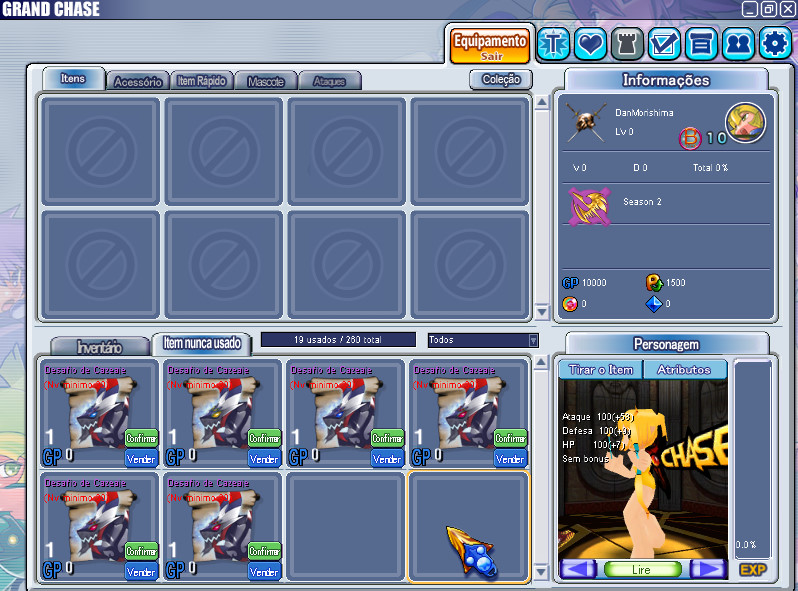 GRAND CHASE
Equipamento
Sair
Itens
Acessório
Item Rápido
Mascote
Ataques
Coleção
Informações
DanMorishima
Lv 0
B 10
V 0
D 0
Total 0%
Season 2
GP 10000
1500
0
0
Inventário
Item nunca usado
19 usados / 260 total
Todos
Personagem
Tirar o Item
Atributos
Desafio de Cazeaje
1
Confirmar
GP 0
Vender
Desafio de Cazeaje
1
Confirmar
GP 0
Vender
Desafio de Cazeaje
1
Confirmar
GP 0
Vender
Desafio de Cazeaje
1
Confirmar
GP 0
Vender
Desafio de Cazeaje
1
Confirmar
GP 0
Vender
Desafio de Cazeaje
1
Confirmar
GP 0
Vender
Ataque 100(+58)
Defesa 100(+9)
HP 100(+7)
Sem bonus
CHASE
0.0%
Lire
EXP